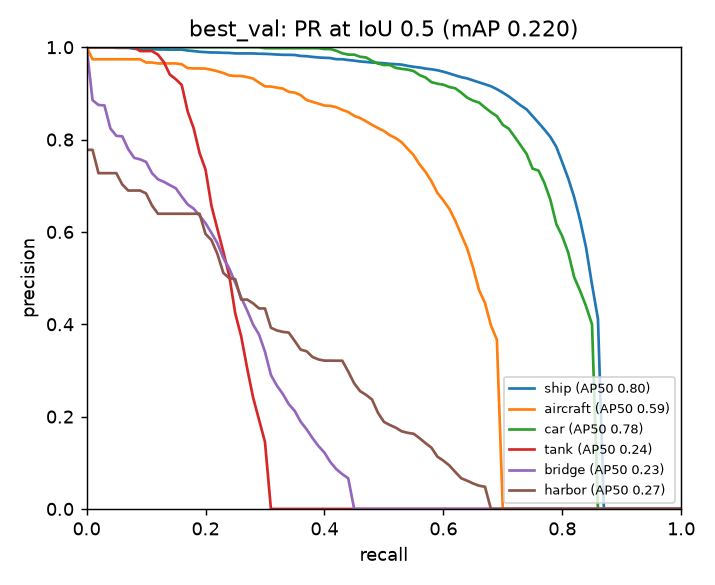 best_val: PR at IoU 0.5 (mAP 0.220)
1.0
0.8
0.6
0.4
0.2
0.0
precision
0.0 0.2 0.4 0.6 0.8 1.0
recall
ship (AP50 0.80)
aircraft (AP50 0.59)
car (AP50 0.78)
tank (AP50 0.24)
bridge (AP50 0.23)
harbor (AP50 0.27)